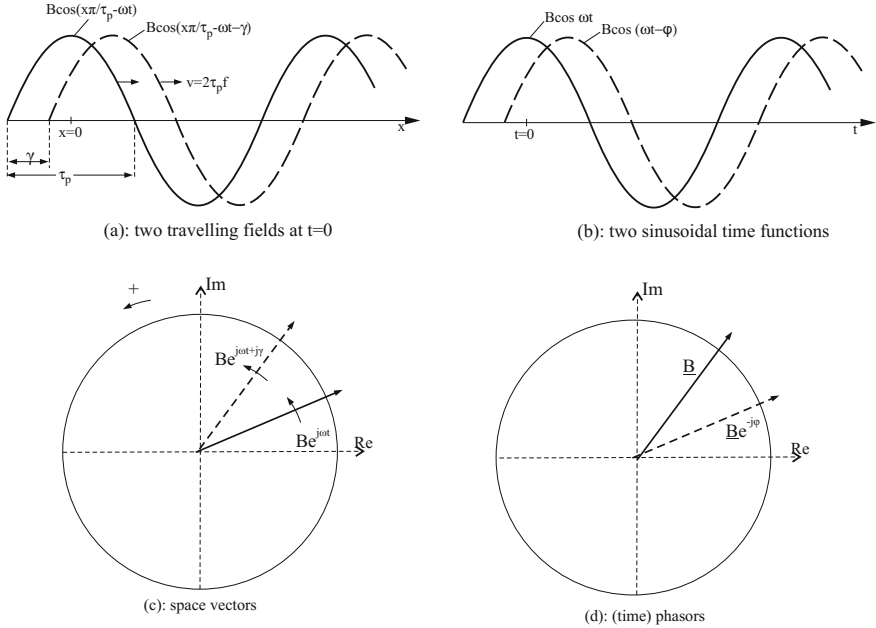 Bcos(xπ/τp-ωt)
Bcos(xπ/τp-ωt−γ)
v=2τpf
x=0
x
γ
τp
(a): two travelling fields at t=0
Bcos ωt
Bcos (ωt−φ)
t=0
t
(b): two sinusoidal time functions
+
Im
Be^jωt+jγ
Be^jωt
Re
(c): space vectors
Im
B
Be^-jφ
Re
(d): (time) phasors